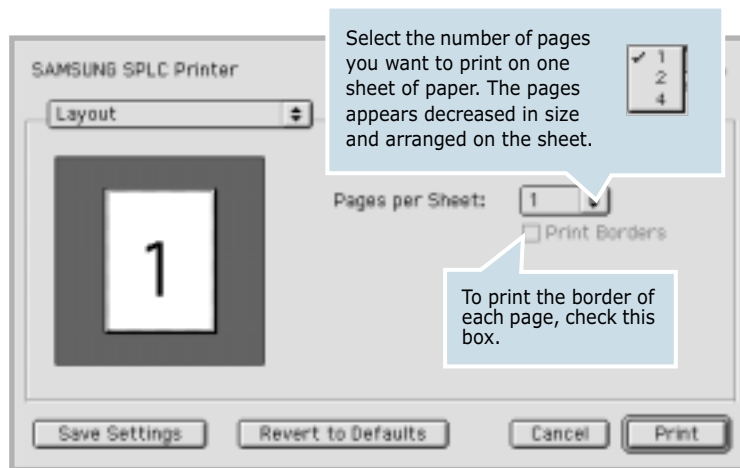 Select the number of pages
you want to print on one
sheet of paper. The pages
appears decreased in size
and arranged on the sheet.
✓ 1
2
4
SAMSUNG SPLC Printer
Layout
Pages per Sheet:
1
Print Borders
1
To print the border of
each page, check this
box.
Save Settings
Revert to Defaults
Cancel
Print